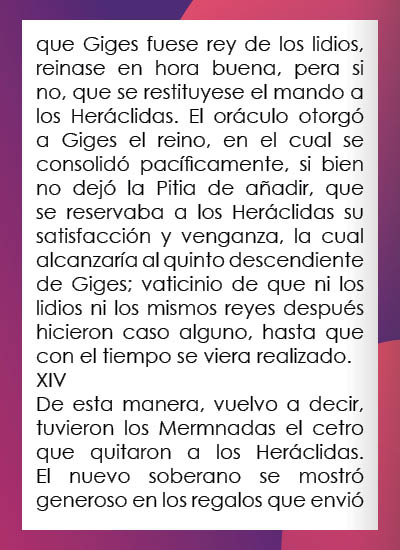 que Giges fuese rey de los lidios,
reinase en hora buena, pera si
no, que se restituyese el mando a
los Heráclidas. El oráculo otorgó
a Giges el reino, en el cual se
consolidó pacíficamente, si bien
no dejó la Pitia de añadir, que
se reservaba a los Heráclidas su
satisfacción y venganza, la cual
alcanzaría al quinto descendiente
de Giges; vaticinio de que ni los
lidios ni los mismos reyes después
hicieron caso alguno, hasta que
con el tiempo se viera realizado.
XIV
De esta manera, vuelvo a decir,
tuvieron los Mermnadas el cetro
que quitaron a los Heráclidas.
El nuevo soberano se mostró
generoso en los regalos que envió